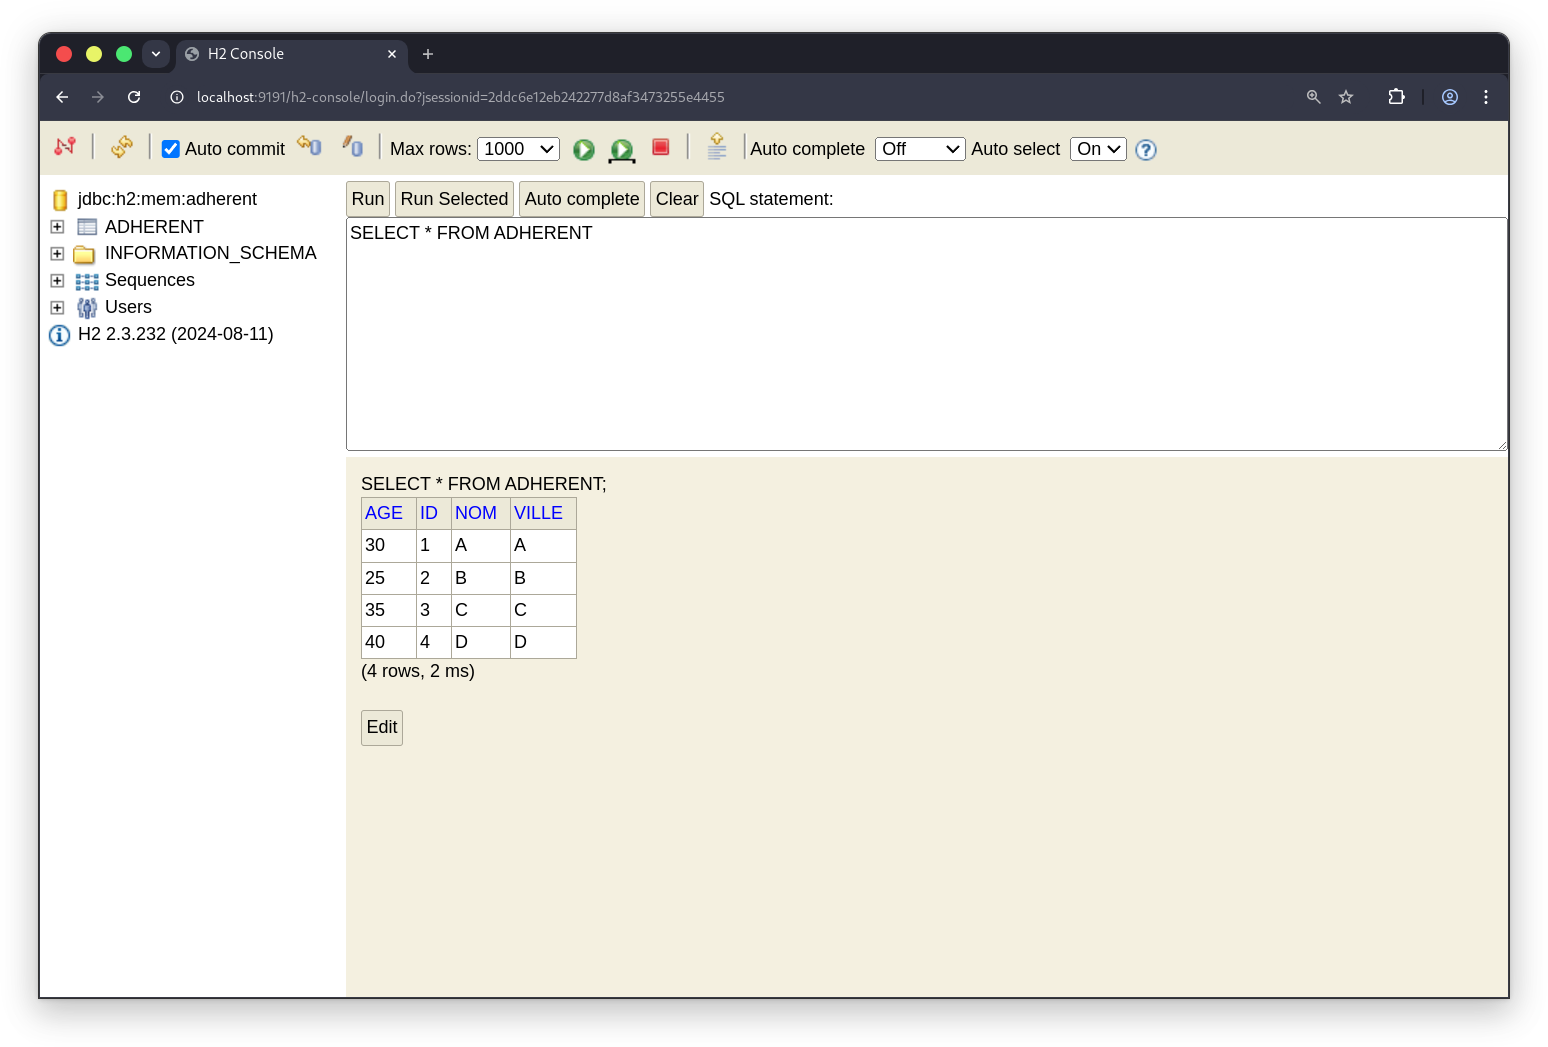 H2 Console
localhost:9191/h2-console/login.do?jsessionid=2ddc6e12eb242277d8af3473255e4455
Auto commit Max rows: 1000 Auto complete Off Auto select On
jdbc:h2:mem:adherent
ADHERENT
INFORMATION_SCHEMA
Sequences
Users
H2 2.3.232 (2024-08-11)
Run Run Selected Auto complete Clear SQL statement:
SELECT * FROM ADHERENT
SELECT * FROM ADHERENT;
AGE ID NOM VILLE
30 1 A A
25 2 B B
35 3 C C
40 4 D D
(4 rows, 2 ms)
Edit